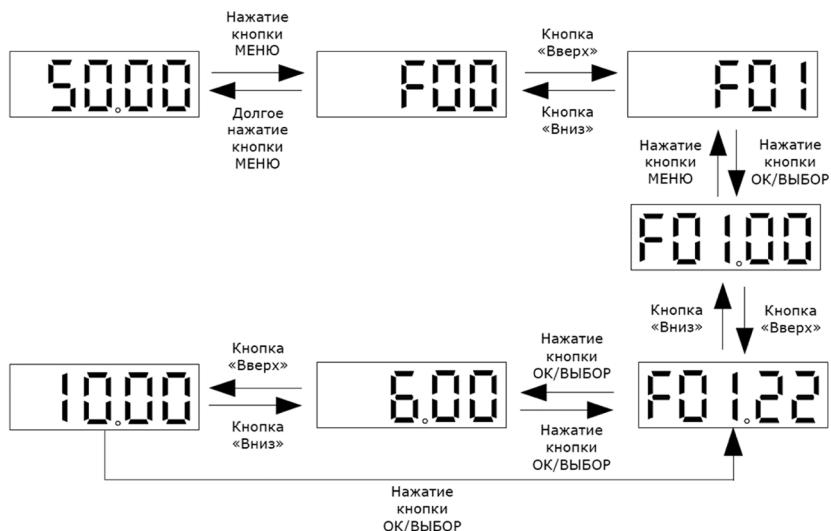 Нажатие
кнопки
МЕНЮ
50.00
Долгое
нажатие
кнопки
МЕНЮ
F00
Кнопка
«Вверх»
Кнопка
«Вниз»
F01
Нажатие
кнопки
МЕНЮ
Нажатие
кнопки
ОК/ВЫБОР
F01.00
Кнопка
«Вниз»
Кнопка
«Вверх»
F01.22
Нажатие
кнопки
ОК/ВЫБОР
Нажатие
кнопки
ОК/ВЫБОР
6.00
Кнопка
«Вверх»
Кнопка
«Вниз»
10.00
Нажатие
кнопки
ОК/ВЫБОР